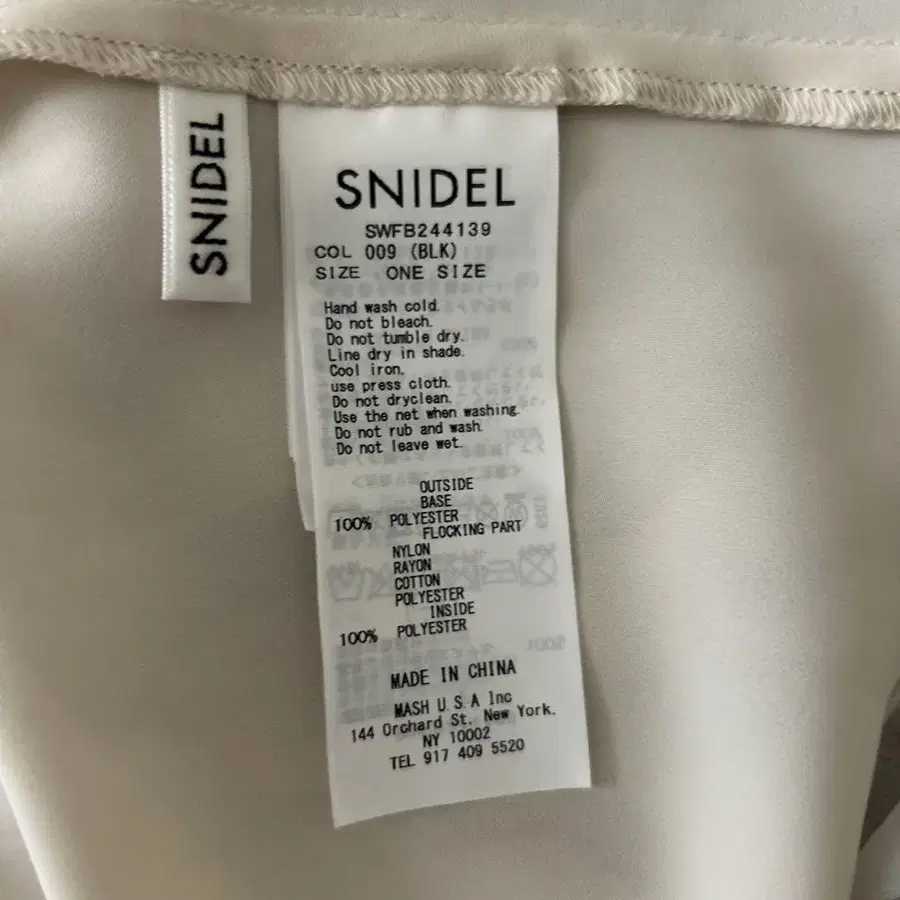 SNIDEL
SNIDEL
SWFB244139
COL 009 (BLK)
SIZE ONE SIZE
Hand wash cold.
Do not bleach.
Do not tumble dry.
Line dry in shade.
Cool iron,
use press cloth.
Do not dryclean.
Use the net when washing.
Do not rub and wash.
Do not leave wet.
OUTSIDE
BASE
100% POLYESTER
FLOCKING PART
NYLON
RAYON
COTTON
POLYESTER
INSIDE
100% POLYESTER
MADE IN CHINA
MASH U.S.A Inc
144 Orchard St. New York.
NY 10002
TEL 917 409 5520